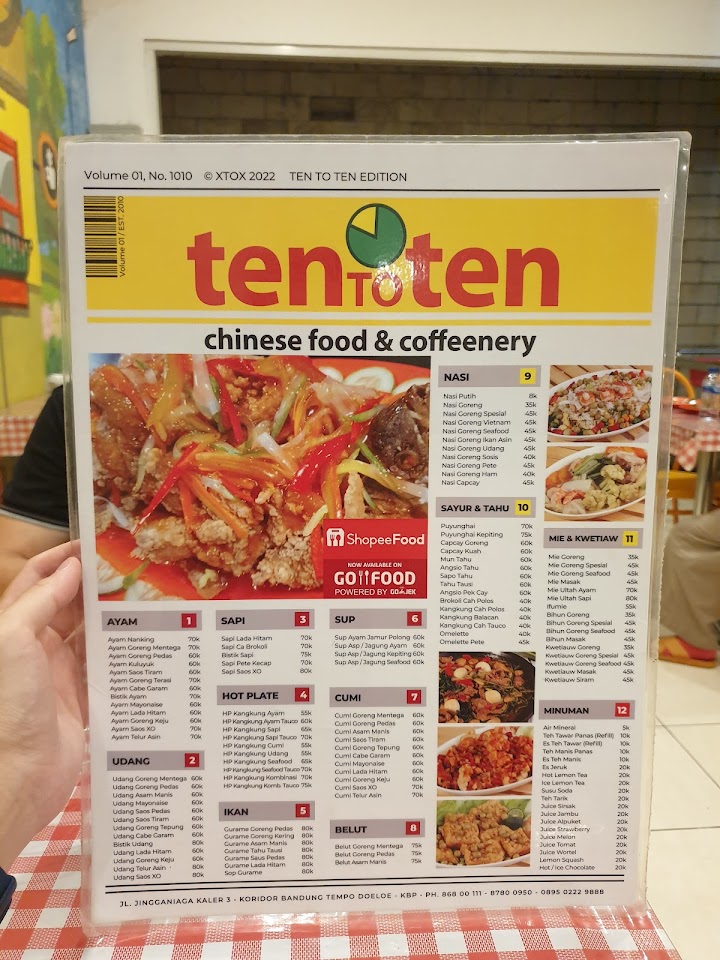 Volume 01, No. 1010 © XTOX 2022 TEN TO TEN EDITION
Volume 01 / EST. 2010
ten TO ten
chinese food & coffeenery
ShopeeFood
NOW AVAILABLE ON
GO FOOD
POWERED BY GO-JEK
AYAM 1
Ayam Nanking 70k
Ayam Goreng Mentega 70k
Ayam Goreng Pedas 60k
Ayam Kuluyuk 60k
Ayam Saos Tiram 60k
Ayam Goreng Terasi 70k
Ayam Cabe Garam 60k
Bistik Ayam 70k
Ayam Mayonaise 60k
Ayam Lada Hitam 60k
Ayam Goreng Keju 60k
Ayam Saos XO 70k
Ayam Telur Asin 70k
UDANG 2
Udang Goreng Mentega 60k
Udang Goreng Pedas 60k
Udang Asam Manis 60k
Udang Mayonaise 60k
Udang Saos Pedas 60k
Udang Saos Tiram 60k
Udang Goreng Tepung 60k
Udang Cabe Garam 60k
Bistik Udang 80k
Udang Lada Hitam 60k
Udang Goreng Keju 60k
Udang Telur Asin 70k
Udang Saos XO 80k
SAPI 3
Sapi Lada Hitam 70k
Sapi Ca Brokoli 70k
Bistik Sapi 75k
Sapi Pete Kecap 70k
Sapi Saos XO 80k
HOT PLATE 4
HP Kangkung Ayam 55k
HP Kangkung Ayam Tauco 60k
HP Kangkung Sapi 65k
HP Kangkung Sapi Tauco 70k
HP Kangkung Cumi 55k
HP Kangkung Udang 55k
HP Kangkung Seafood 65k
HP Kangkung Seafood Tauco 70k
HP Kangkung Kombinasi 70k
HP Kangkung Komb. Tauco 75k
IKAN 5
Gurame Goreng Pedas 80k
Gurame Goreng Kering 80k
Gurame Asam Manis 80k
Gurame Tahu Tausi 80k
Gurame Saus Pedas 80k
Gurame Lada Hitam 80k
Sop Gurame 80k
SUP 6
Sup Ayam Jamur Polong 60k
Sup Asp / Jagung Ayam 60k
Sup Asp / Jagung Kepiting 60k
Sup Asp / Jagung Seafood 60k
CUMI 7
Cumi Goreng Mentega 60k
Cumi Goreng Pedas 60k
Cumi Asam Manis 60k
Cumi Saos Tiram 60k
Cumi Goreng Tepung 60k
Cumi Cabe Garam 60k
Cumi Mayonaise 80k
Cumi Lada Hitam 60k
Cumi Goreng Keju 60k
Cumi Saos XO 70k
Cumi Telur Asin 70k
BELUT 8
Belut Goreng Mentega 75k
Belut Goreng Pedas 75k
Belut Asam Manis 75k
NASI 9
Nasi Putih 8k
Nasi Goreng 35k
Nasi Goreng Spesial 45k
Nasi Goreng Vietnam 45k
Nasi Goreng Seafood 45k
Nasi Goreng Ikan Asin 45k
Nasi Goreng Udang 45k
Nasi Goreng Sosis 40k
Nasi Goreng Pete 45k
Nasi Goreng Ham 40k
Nasi Capcay 45k
SAYUR & TAHU 10
Puyunghai 70k
Puyunghai Kepiting 75k
Capcay Goreng 60k
Capcay Kuah 60k
Mun Tahu 60k
Angsio Tahu 60k
Sapo Tahu 60k
Tahu Tausi 60k
Angsio Pek Cay 60k
Brokoli Cah Polos 40k
Kangkung Cah Polos 40k
Kangkung Balacan 40k
Kangkung Cah Tauco 40k
Omelette 40k
Omelette Pete 45k
MIE & KWETIAW 11
Mie Goreng 35k
Mie Goreng Spesial 45k
Mie Goreng Seafood 45k
Mie Masak 45k
Mie Ultah Ayam 70k
Mie Ultah Sapi 80k
Ifumie 55k
Bihun Goreng 35k
Bihun Goreng Spesial 45k
Bihun Goreng Seafood 45k
Bihun Masak 45k
Kwetiauw Goreng 35k
Kwetiauw Goreng Spesial 45k
Kwetiauw Goreng Seafood 45k
Kwetiauw Masak 45k
Kwetiauw Siram 45k
MINUMAN 12
Air Mineral 5k
Teh Tawar Panas (Refill) 10k
Es Teh Tawar (Refill) 10k
Teh Manis Panas 10k
Es Teh Manis 10k
Es Jeruk 20k
Hot Lemon Tea 20k
Ice Lemon Tea 20k
Susu Soda 20k
Teh Tarik 20k
Juice Sirsak 20k
Juice Jambu 20k
Juice Alpuket 20k
Juice Strawberry 20k
Juice Melon 20k
Juice Tomat 20k
Juice Wortel 20k
Lemon Squash 20k
Hot / Ice Chocolate 20k
JL. JINGGANIAGA KALER 3 - KORIDOR BANDUNG TEMPO DOELOE - KBP - PH. 868 00 111 - 8780 0950 - 0895 0222 9888